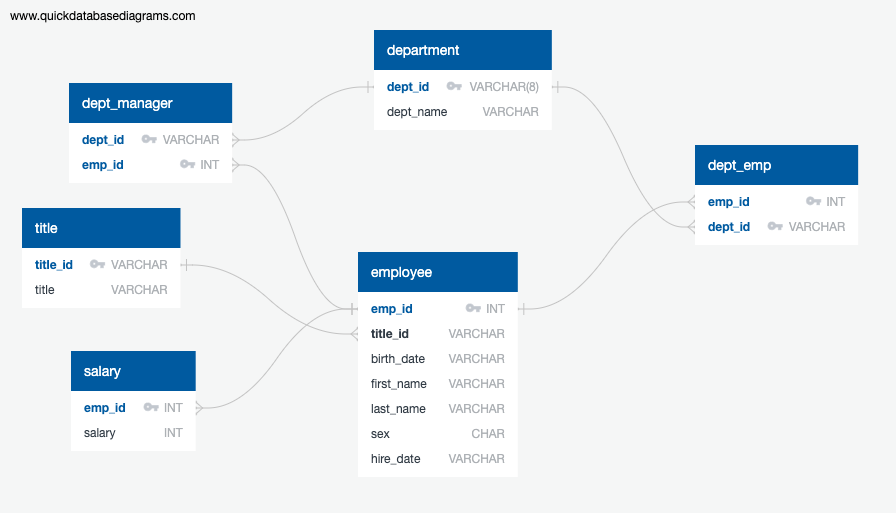 www.quickdatabasediagrams.com
department
dept_id VARCHAR(8)
dept_name VARCHAR
dept_manager
dept_id VARCHAR
emp_id INT
dept_emp
emp_id INT
dept_id VARCHAR
title
title_id VARCHAR
title VARCHAR
employee
emp_id INT
title_id VARCHAR
birth_date VARCHAR
first_name VARCHAR
last_name VARCHAR
sex CHAR
hire_date VARCHAR
salary
emp_id INT
salary INT